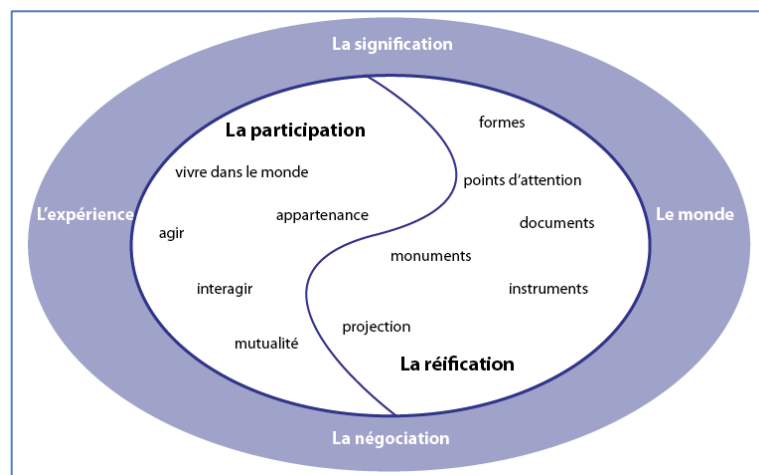 La signification
La participation
formes
vivre dans le monde
points d'attention
L'expérience
appartenance
Le monde
agir
documents
monuments
interagir
instruments
projection
mutualité
La réification
La négociation